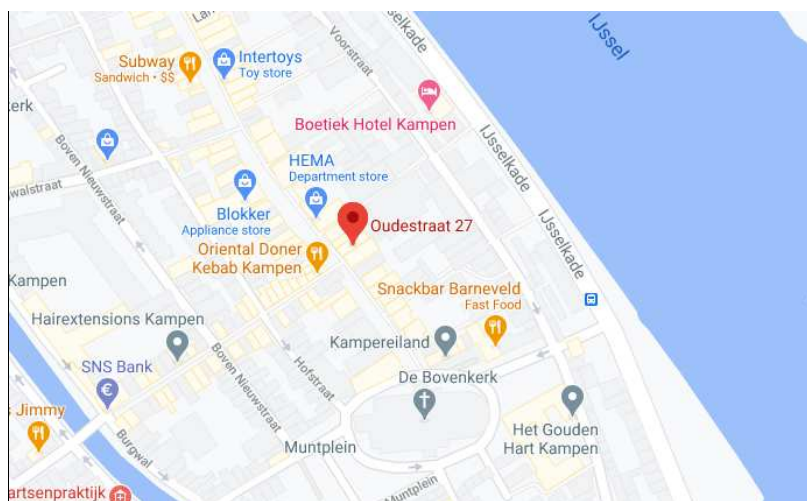 Lan
IJsselkade
IJssel
Subway
Sandwich • $$
Intertoys
Toy store
Voorstraat
erk
Boetiek Hotel Kampen
IJsselkade
Boven Nieuwstraat
HEMA
Department store
walstraat
Blokker
Appliance store
Oudestraat 27
IJsselkade
Oriental Doner
Kebab Kampen
Kampen
Snackbar Barneveld
Fast Food
Hairextensions Kampen
Kampereiland
SNS Bank
Boven Nieuwstraat
Hofstraat
De Bovenkerk
s Jimmy
Burgwal
Muntplein
Het Gouden
Hart Kampen
artsenpraktijk
Muntplein